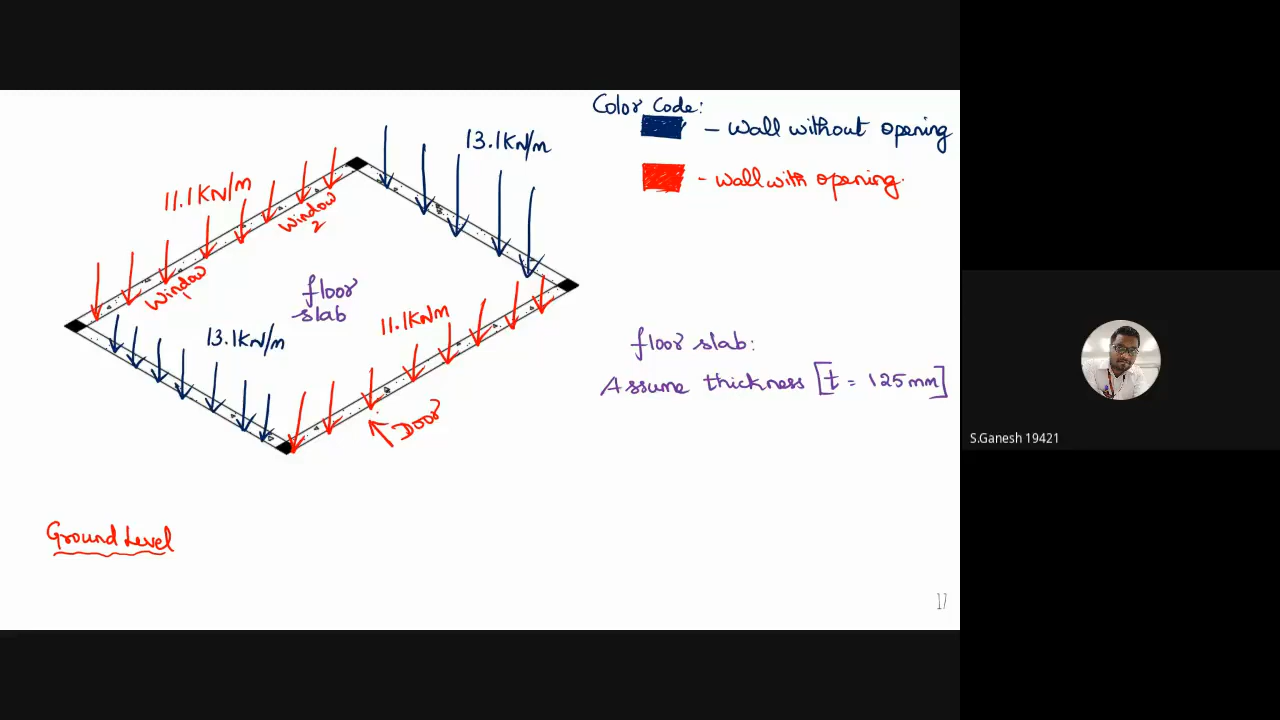 Color Code:
- Wall without opening
- Wall with opening.
13.1KN/m
11.1KN/m
Window
2
Window
1
floor
slab
13.1KN/m
11.1KN/m
Door
floor slab:
Assume thickness [t = 125mm]
Ground Level
17
S.Ganesh 19421